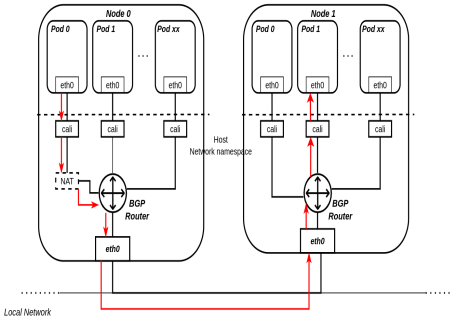 Node 0
Node 1
Pod 0
Pod 1
Pod xx
Pod 0
Pod 1
Pod xx
...
...
eth0
eth0
eth0
eth0
eth0
eth0
cali
cali
cali
cali
cali
cali
Host
Network namespace
NAT
BGP
Router
BGP
Router
eth0
eth0
Local Network